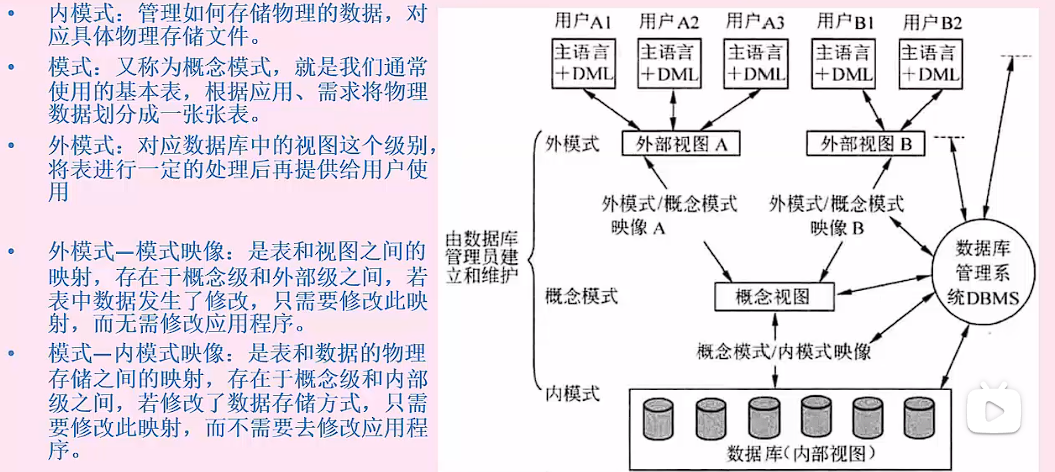 • 内模式：管理如何存储物理的数据，对
应具体物理存储文件。
• 模式：又称为概念模式，就是我们通常
使用的基本表，根据应用、需求将物理
数据划分成一张张表。
• 外模式：对应数据库中的视图这个级别，
将表进行一定的处理后再提供给用户使
用
• 外模式—模式映像：是表和视图之间的
映射，存在于概念级和外部级之间，若
表中数据发生了修改，只需要修改此映
射，而无需修改应用程序。
• 模式—内模式映像：是表和数据的物理
存储之间的映射，存在于概念级和内部
级之间，若修改了数据存储方式，只需
要修改此映射，而不需要去修改应用程
序。
用户A1 用户A2 用户A3 用户B1 用户B2
主语言 主语言 主语言 主语言 主语言
+DML +DML +DML +DML +DML
外模式 外部视图 A 外部视图 B
外模式/概念模式 外模式/概念模式
映像 A 映像 B
由数据库
管理员建
立和维护
数据库
管理系
统DBMS
概念模式 概念视图
概念模式/内模式映像
内模式
数据库(内部视图)